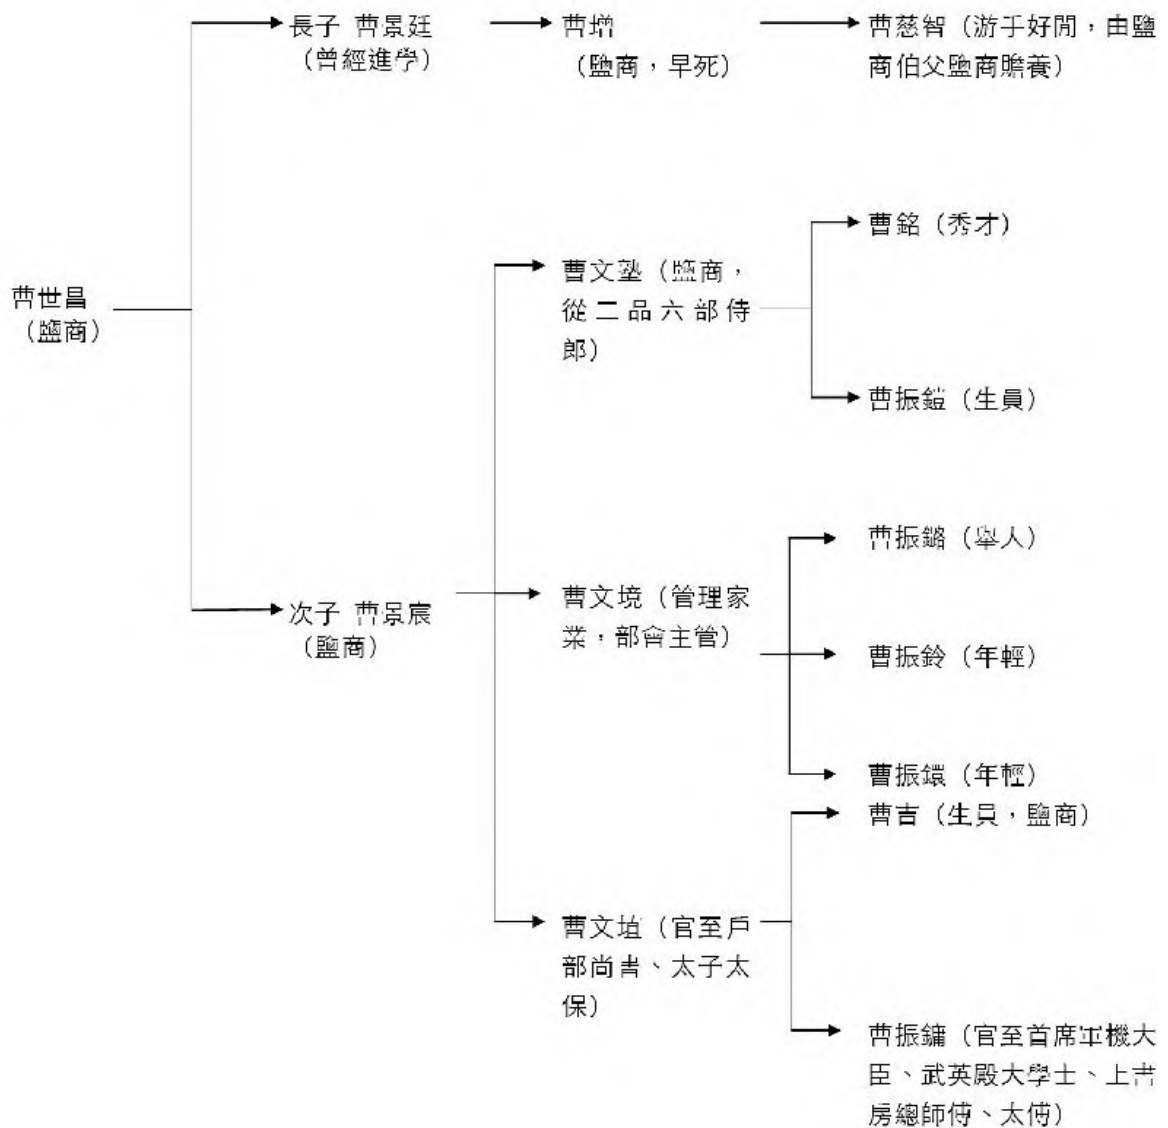 長子 曹景廷
（曾經進學）
曹增
（鹽商，早死）
曹慈智（游手好閒，由鹽
商伯父鹽商贍養）
曹世昌
（鹽商）
曹文塾（鹽商，
從二品六部侍
郎）
曹銘（秀才）
曹振鎧（生員）
次子 曹景宸
（鹽商）
曹文境（管理家
業，部會主管）
曹振鏴（舉人）
曹振鈴（年輕）
曹振鐶（年輕）
曹文埴（官至戶
部尚書、太子太
保）
曹吉（生員，鹽商）
曹振鏞（官至首席軍機大
臣、武英殿大學士、上書
房總師傅、太傅）